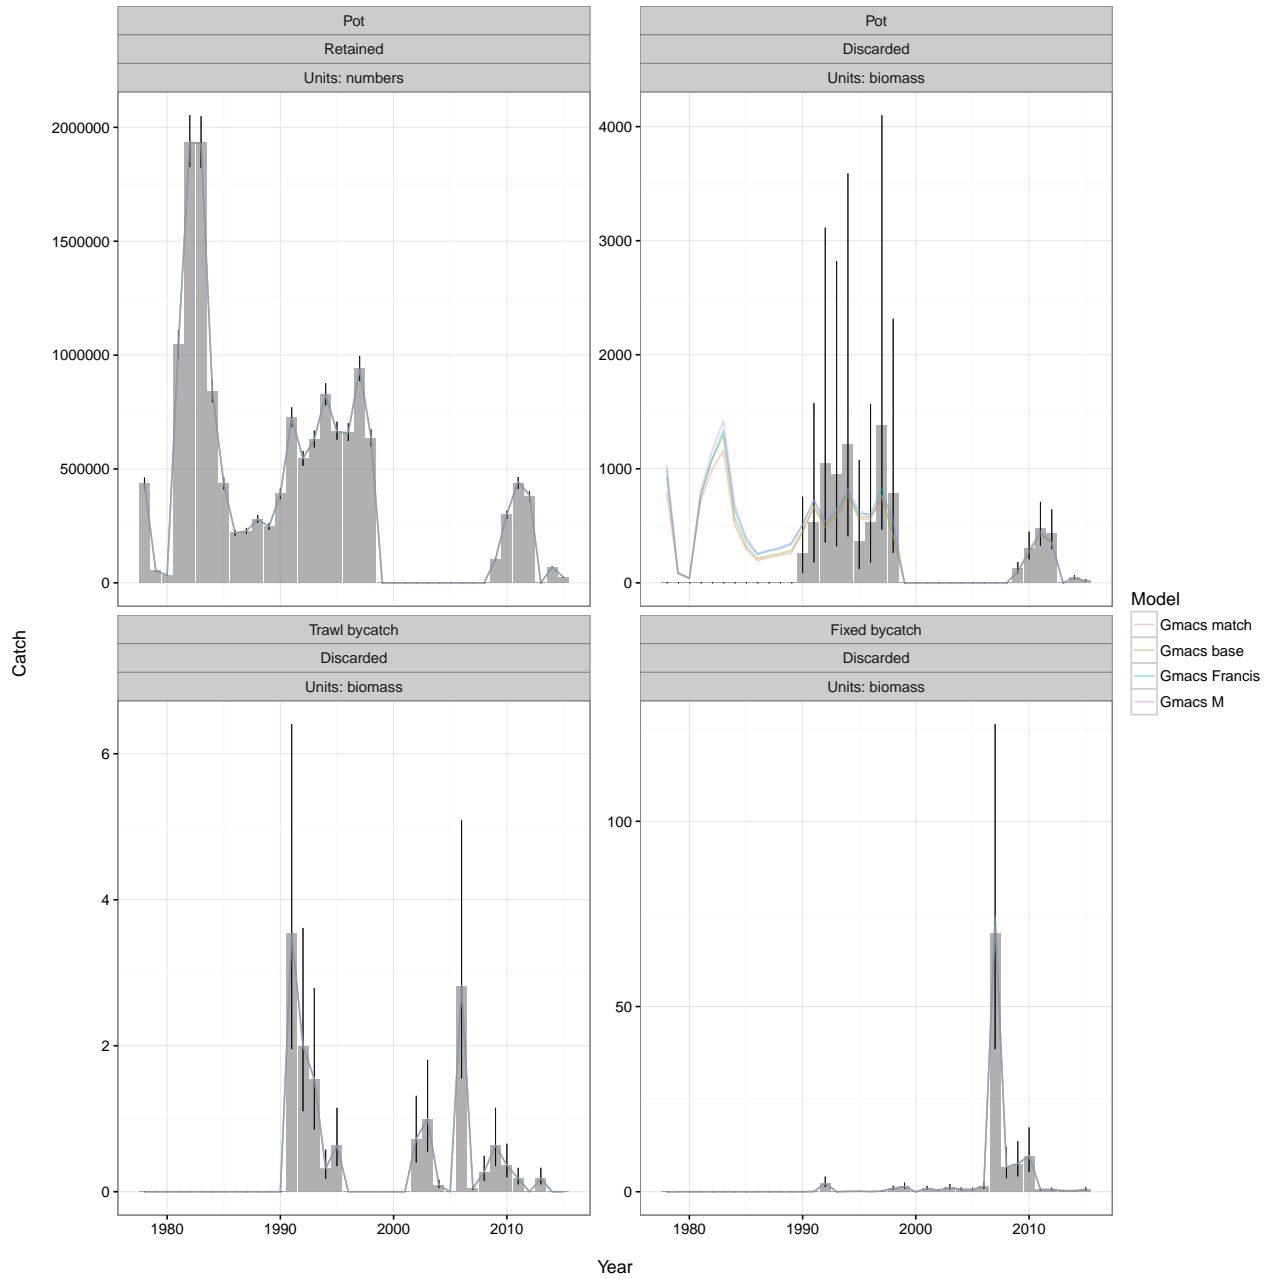 Pot
Retained
Units: numbers
Pot
Discarded
Units: biomass
2000000
1500000
1000000
500000
0
4000
3000
2000
1000
0
Trawl bycatch
Discarded
Units: biomass
Fixed bycatch
Discarded
Units: biomass
6
4
2
0
100
50
0
1980
1990
2000
2010
1980
1990
2000
2010
Year
Catch
Model
Gmacs match
Gmacs base
Gmacs Francis
Gmacs M